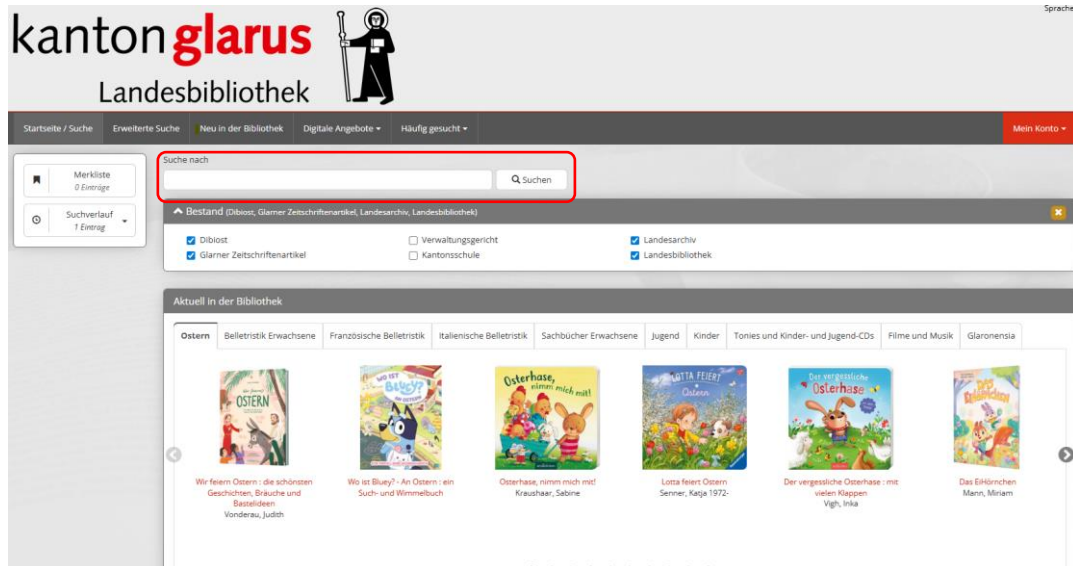 Sprache
kanton glarus
Landesbibliothek
Startseite / Suche Erweiterte Suche Neu in der Bibliothek Digitale Angebote Häufig gesucht Mein Konto
Suche nach
Merkliste
0 Einträge
Suchen
Suchverlauf
1 Eintrag
Bestand (Dibiost, Glarner Zeitschriftenartikel, Landesarchiv, Landesbibliothek)
Dibiost Verwaltungsgericht Landesarchiv
Glarner Zeitschriftenartikel Kantonsschule Landesbibliothek
Aktuell in der Bibliothek
Ostern Belletristik Erwachsene Französische Belletristik Italienische Belletristik Sachbücher Erwachsene Jugend Kinder Tonies und Kinder- und Jugend-CDs Filme und Musik Glaronensia
OSTERN
WO IST
BLUEY?
AN OSTERN
Osterhase,
nimm mich mit!
LOTTA FEIERT
Ostern
Der vergessliche
Osterhase
DAS
EiHörnchen
Wir feiern Ostern : die schönsten
Geschichten, Bräuche und
Bastelideen
Vonderau, Judith
Wo ist Bluey? - An Ostern : ein
Such- und Wimmelbuch
Osterhase, nimm mich mit!
Kraushaar, Sabine
Lotta feiert Ostern
Senner, Katja 1972-
Der vergessliche Osterhase : mit
vielen Klappen
Vigh, Inka
Das EiHörnchen
Mann, Miriam